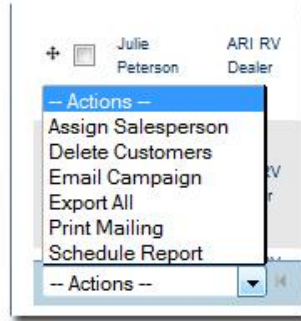 Julie ARI RV
Peterson Dealer
-- Actions --
Assign Salesperson
Delete Customers
Email Campaign
Export All
Print Mailing
Schedule Report
-- Actions --